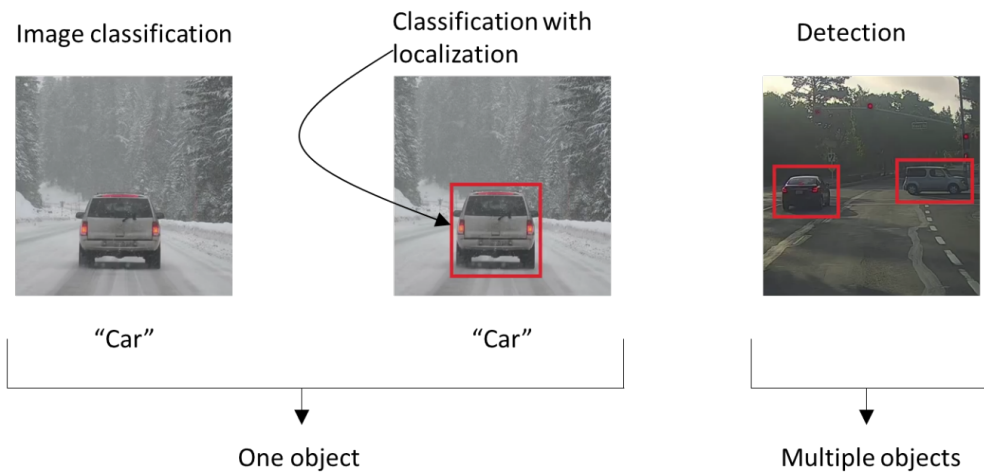 Image classification
Classification with
localization
Detection
“Car”
“Car”
One object
Multiple objects